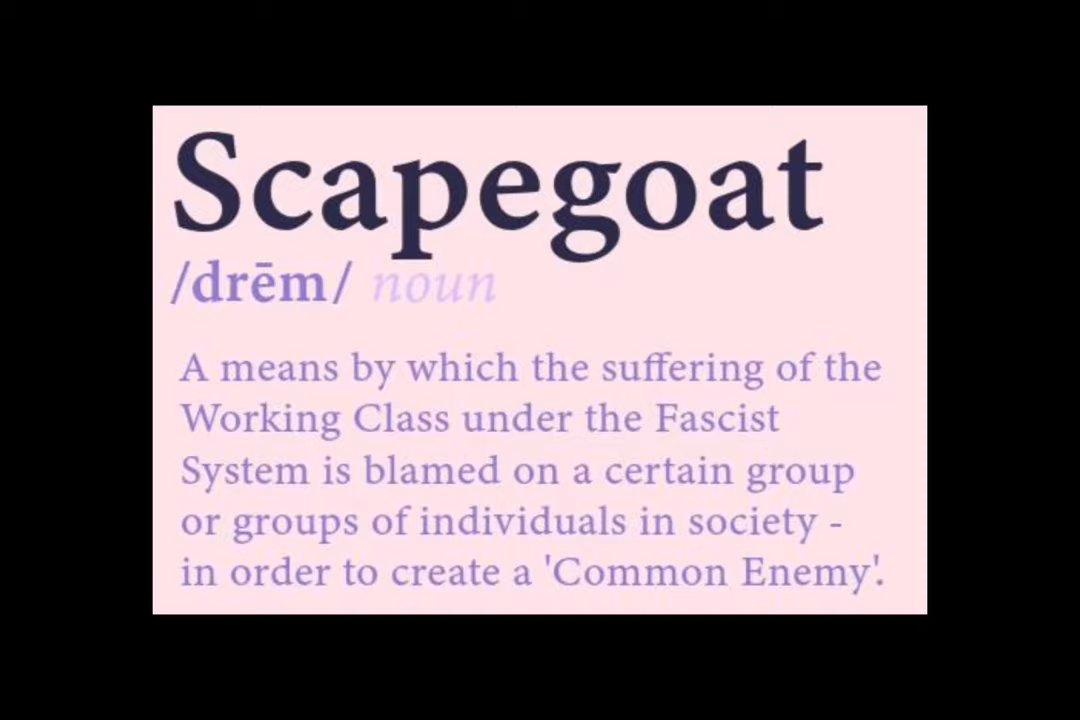 Scapegoat
/drēm/ noun
A means by which the suffering of the
Working Class under the Fascist
System is blamed on a certain group
or groups of individuals in society -
in order to create a 'Common Enemy'.